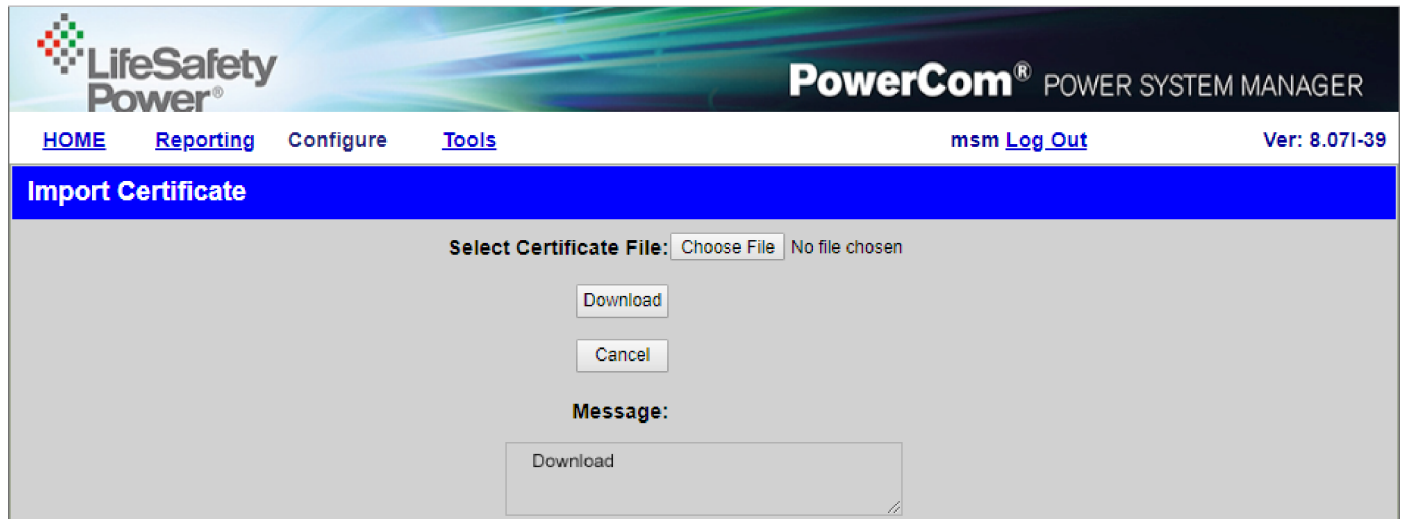 LifeSafety
Power®
PowerCom® POWER SYSTEM MANAGER
HOME Reporting Configure Tools msm Log Out Ver: 8.07I-39
Import Certificate
Select Certificate File: Choose File No file chosen
Download
Cancel
Message:
Download